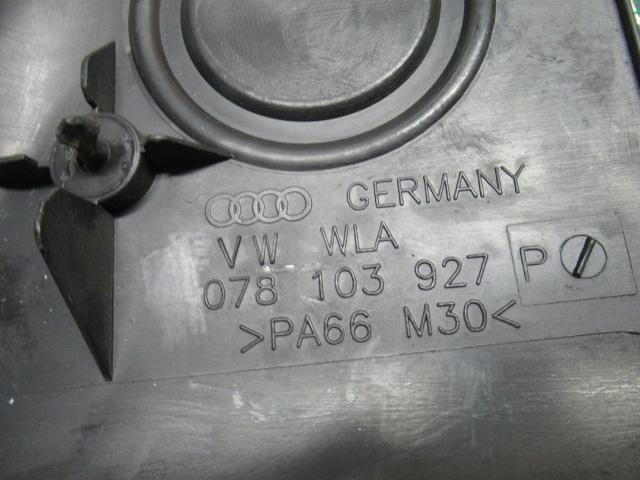 GERMANY
VW WLA
078 103 927 P
>PA66 M30<